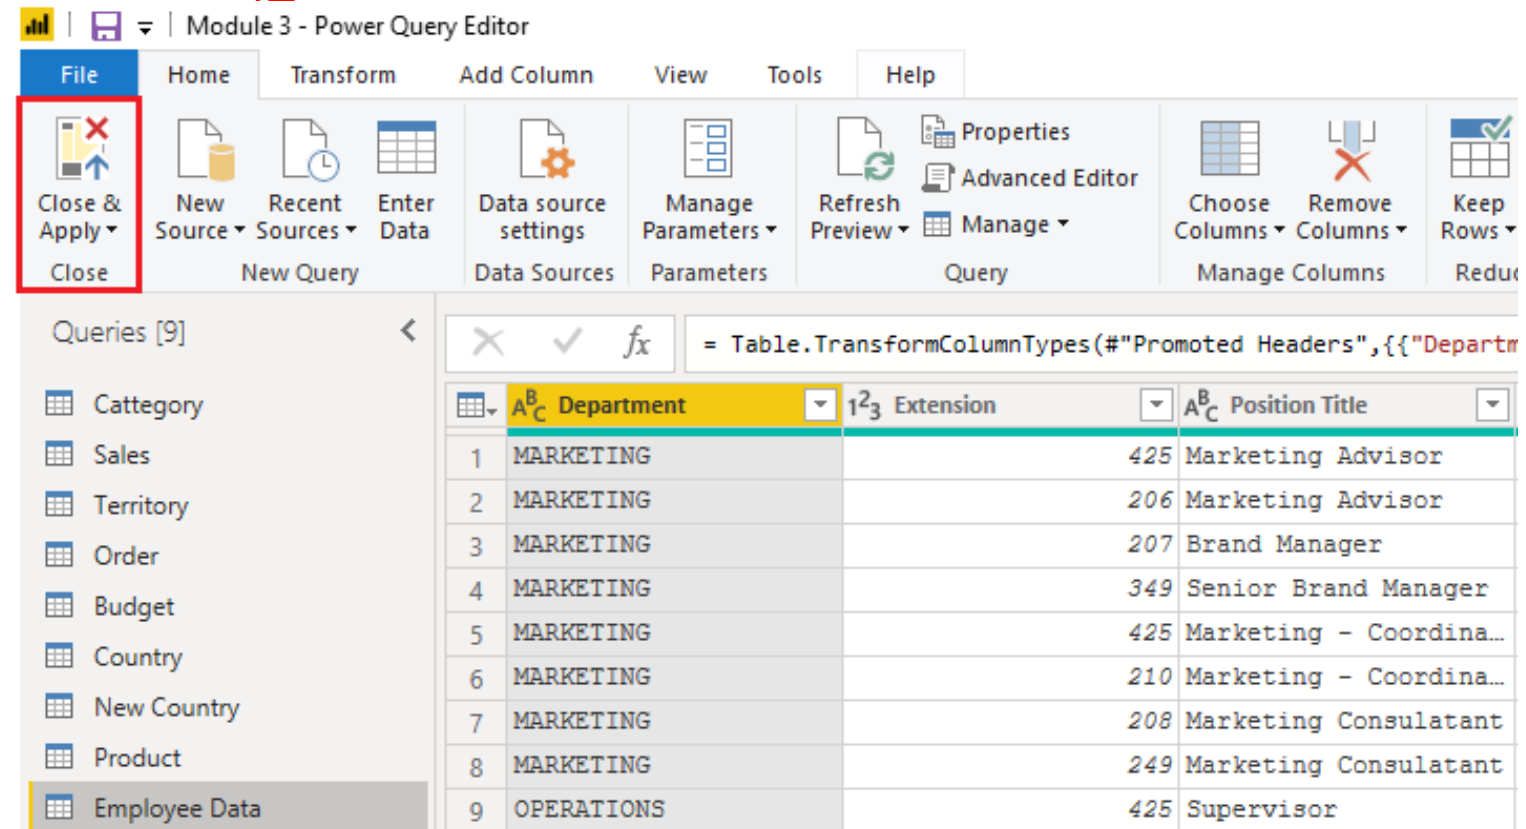 Module 3 - Power Query Editor
File Home Transform Add Column View Tools Help
Close & Apply
New Source
Recent Sources
Enter Data
Data source settings
Manage Parameters
Refresh Preview
Properties
Advanced Editor
Manage
Choose Columns
Remove Columns
Keep Rows
Close New Query Data Sources Parameters Query Manage Columns
Queries [9]
fx = Table.TransformColumnTypes(#"Promoted Headers",{{"Departm
Cattegory
Sales
Territory
Order
Budget
Country
New Country
Product
Employee Data
ABC Department 123 Extension ABC Position Title
1 MARKETING 425 Marketing Advisor
2 MARKETING 206 Marketing Advisor
3 MARKETING 207 Brand Manager
4 MARKETING 349 Senior Brand Manager
5 MARKETING 425 Marketing - Coordina...
6 MARKETING 210 Marketing - Coordina...
7 MARKETING 208 Marketing Consulatant
8 MARKETING 249 Marketing Consulatant
9 OPERATIONS 425 Supervisor